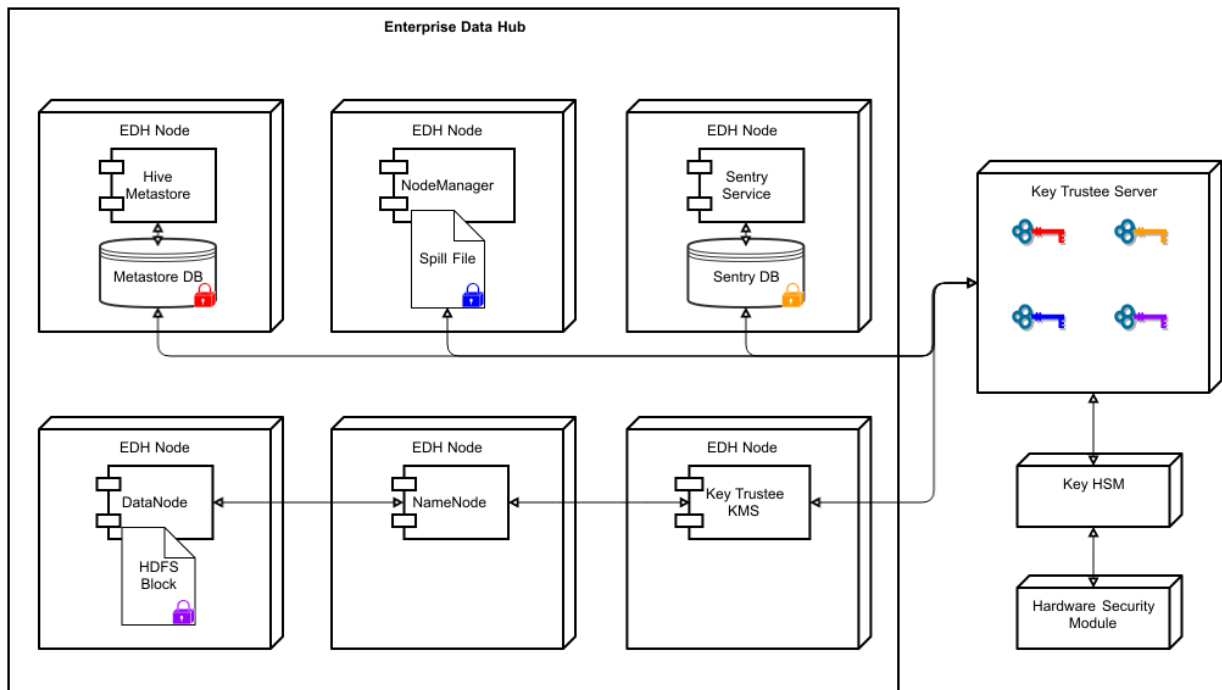 Enterprise Data Hub
EDH Node
Hive
Metastore
Metastore DB
EDH Node
NodeManager
Spill File
EDH Node
Sentry
Service
Sentry DB
Key Trustee Server
EDH Node
DataNode
HDFS
Block
EDH Node
NameNode
EDH Node
Key Trustee
KMS
Key HSM
Hardware Security
Module